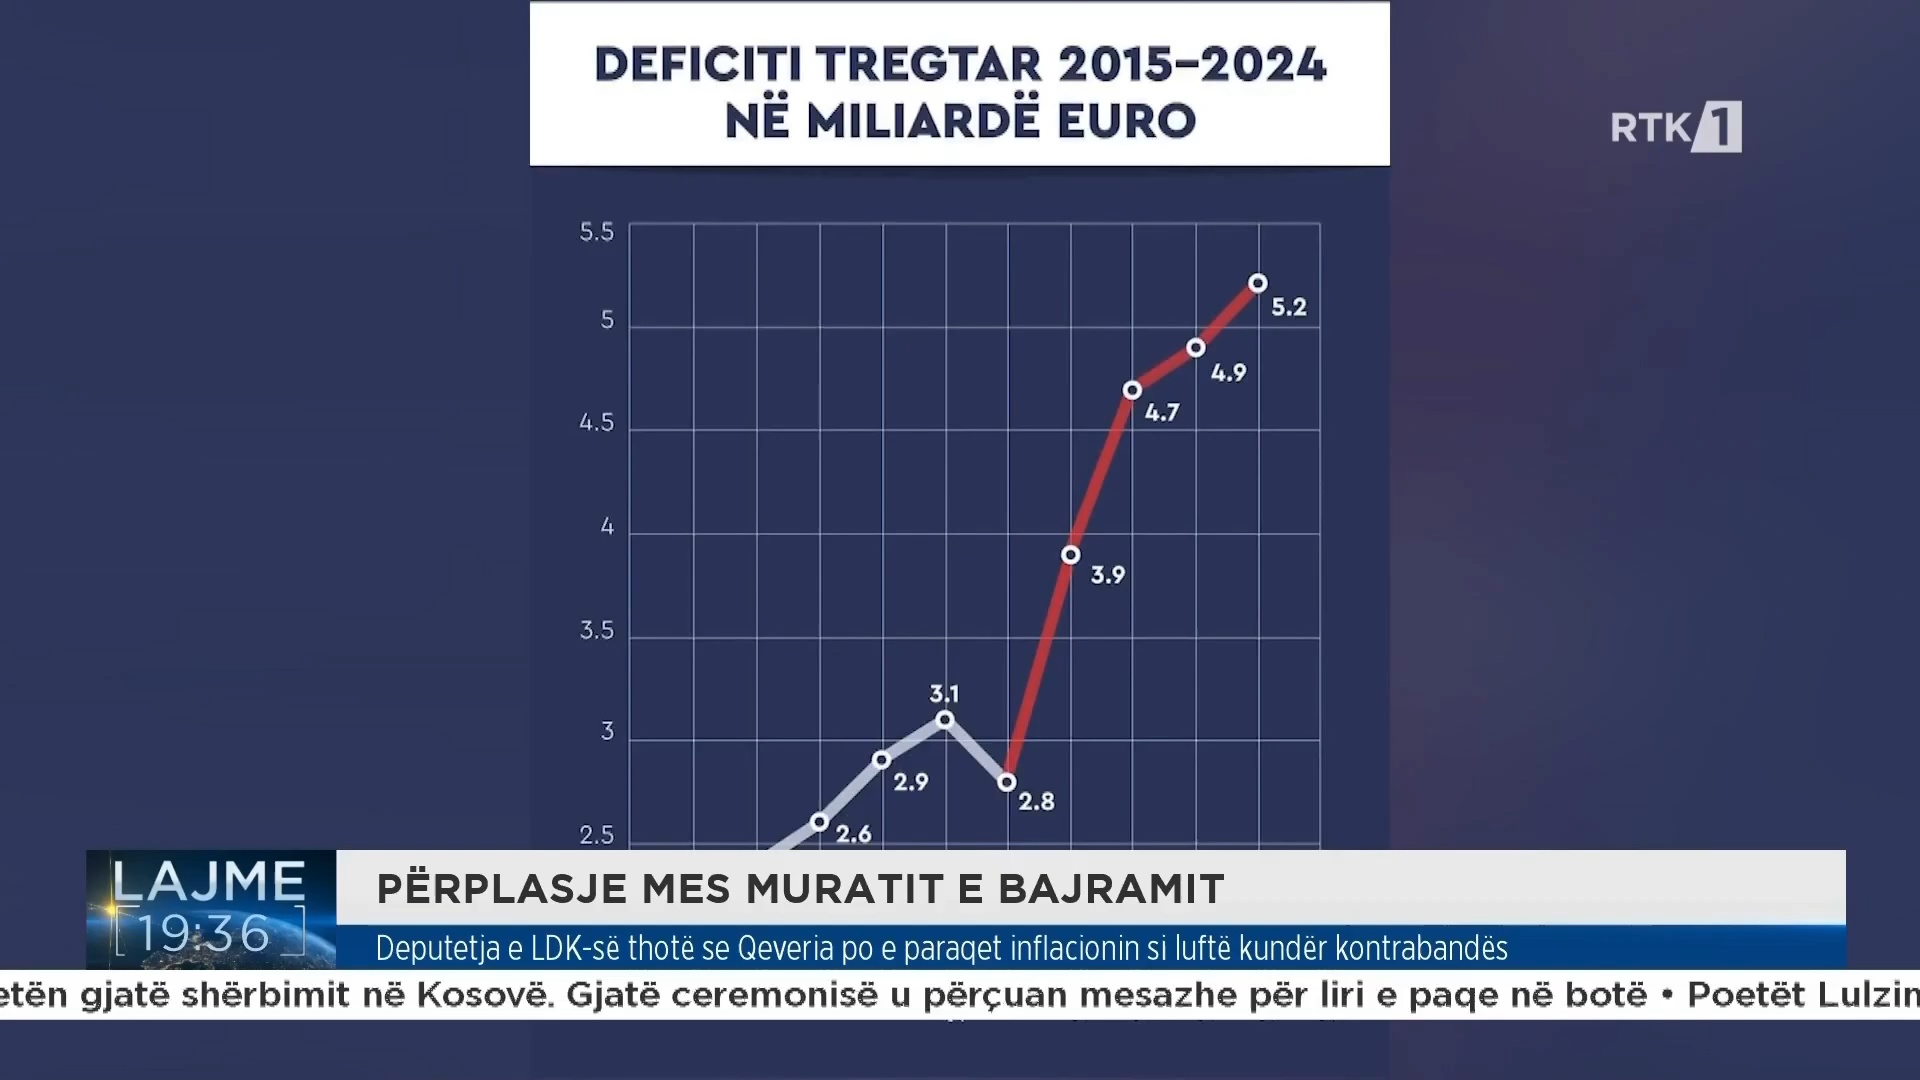 DEFICITI TREGTAR 2015–2024
NË MILIARDË EURO
RTK/1
5.5
5
4.5
4
3.5
3
2.5
5.2
4.9
4.7
3.9
3.1
2.9
2.8
2.6
LAJME
19:36
PËRPLASJE MES MURATIT E BAJRAMIT
Deputetja e LDK-së thotë se Qeveria po e paraqet inflacionin si luftë kundër kontrabandës
etën gjatë shërbimit në Kosovë. Gjatë ceremonisë u përçuan mesazhe për liri e paqe në botë • Poetët Lulzin